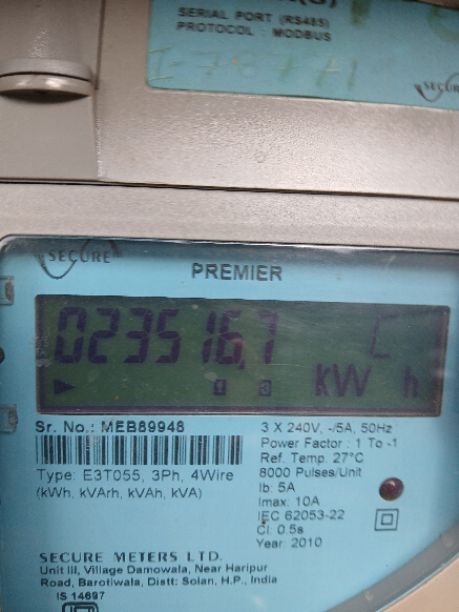 SERIAL PORT (RS485)
PROTOCOL : MODBUS
SECURE
PREMIER
023516.7 C
1 3 kW h
Sr. No.: MEB89948
Type: E3T055, 3Ph, 4Wire
(kWh, kVArh, kVAh, kVA)
3 X 240V, -/5A, 50Hz
Power Factor : 1 To -1
Ref. Temp. 27°C
8000 Pulses/Unit
Ib: 5A
Imax: 10A
IEC 62053-22
Cl: 0.5s
Year: 2010
SECURE METERS LTD.
Unit III, Village Damowala, Near Haripur
Road, Barotiwala, Distt: Solan, H.P., India
IS 14697